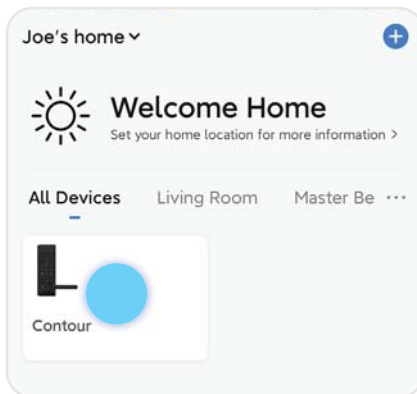 Joe's home
Welcome Home
Set your home location for more information >
All Devices Living Room Master Be ···
Contour